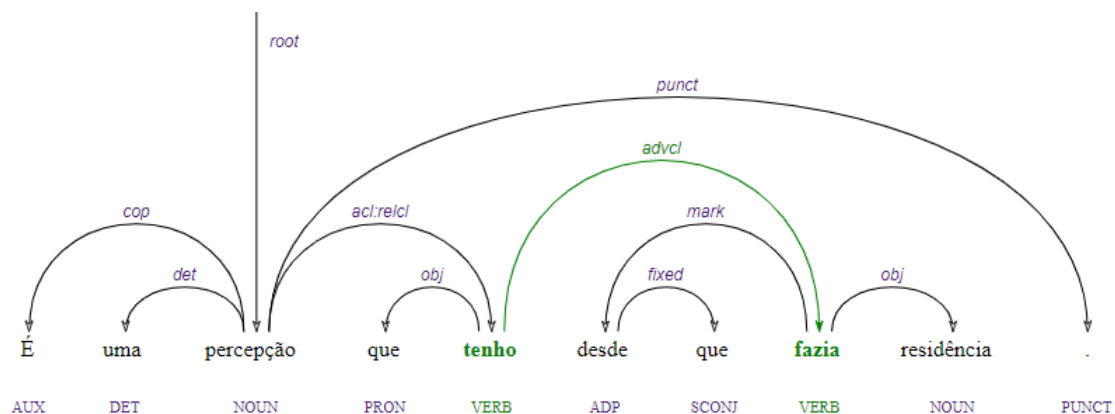 root
punct
advcl
cop acl:relcl mark
det obj fixed obj
É uma percepção que tenho desde que fazia residência .
AUX DET NOUN PRON VERB ADP SCONJ VERB NOUN PUNCT